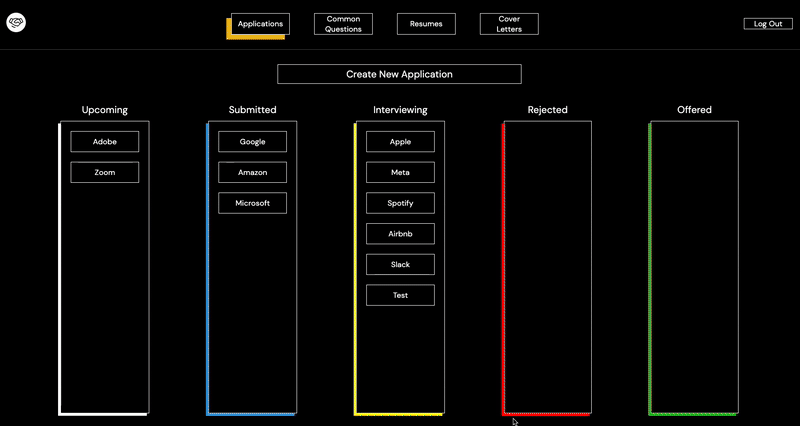 Applications
Common
Questions
Resumes
Cover
Letters
Log Out
Create New Application
Upcoming
Submitted
Interviewing
Rejected
Offered
Adobe
Google
Apple
Zoom
Amazon
Meta
Microsoft
Spotify
Airbnb
Slack
Test